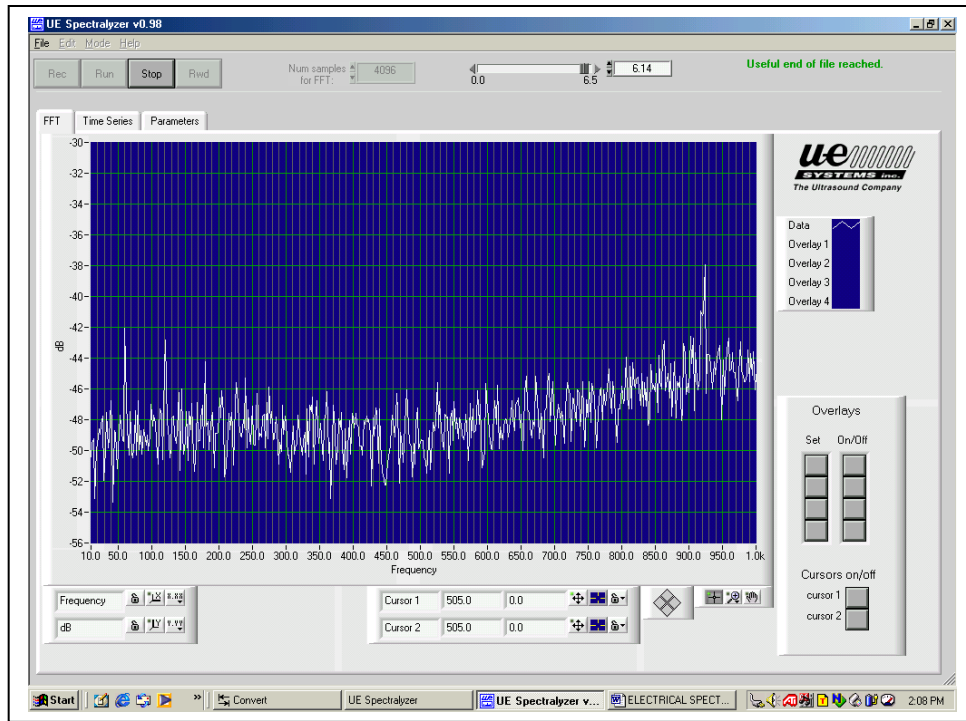 UE Spectralyzer v0.98
File Edit Mode Help
Rec Run Stop Rwd
Num samples for FFT: 4096
0.0 6.5 6.14
Useful end of file reached.
FFT Time Series Parameters
-30
-32
-34
-36
-38
-40
-42
-44
-46
-48
-50
-52
-54
-56
dB
10.0 50.0 100.0 150.0 200.0 250.0 300.0 350.0 400.0 450.0 500.0 550.0 600.0 650.0 700.0 750.0 800.0 850.0 900.0 950.0 1.0k
Frequency
ue
SYSTEMS inc.
The Ultrasound Company
Data
Overlay 1
Overlay 2
Overlay 3
Overlay 4
Overlays
Set On/Off
Cursors on/off
cursor 1
cursor 2
Frequency
dB
Cursor 1 505.0 0.0
Cursor 2 505.0 0.0
Start » Convert UE Spectralyzer UE Spectralyzer v... ELECTRICAL SPECT... 2:08 PM